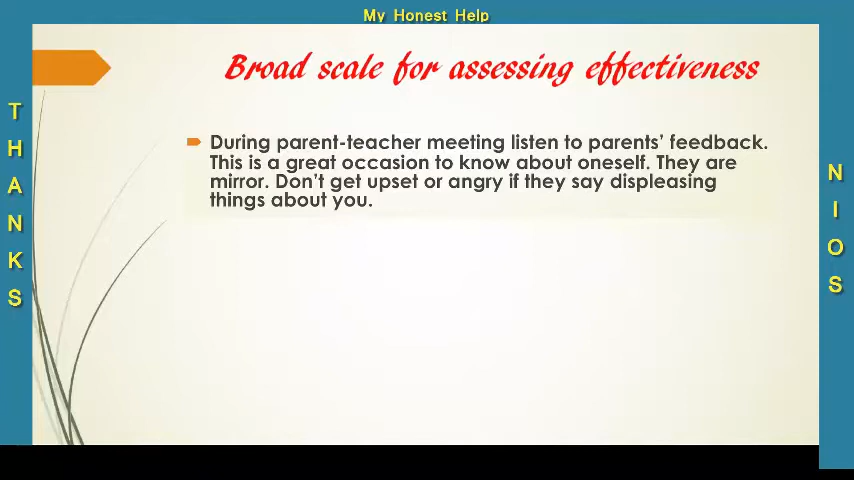 My Honest Help
Broad scale for assessing effectiveness
THANKS
During parent-teacher meeting listen to parents’ feedback.
This is a great occasion to know about oneself. They are
mirror. Don’t get upset or angry if they say displeasing
things about you.
NIOS